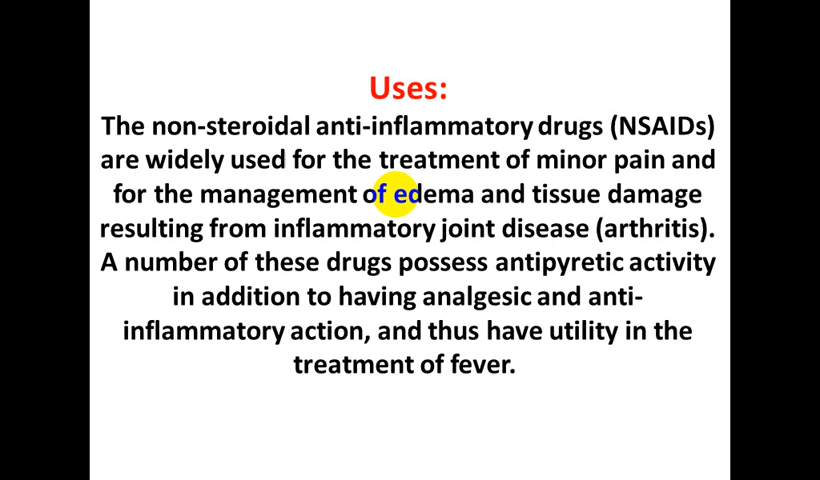 Uses:
The non-steroidal anti-inflammatory drugs (NSAIDs)
are widely used for the treatment of minor pain and
for the management of edema and tissue damage
resulting from inflammatory joint disease (arthritis).
A number of these drugs possess antipyretic activity
in addition to having analgesic and anti-
inflammatory action, and thus have utility in the
treatment of fever.